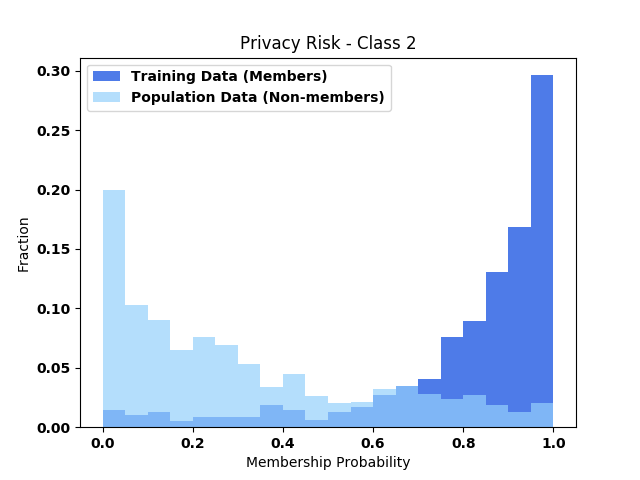 Privacy Risk - Class 2
Training Data (Members)
Population Data (Non-members)
0.30
0.25
0.20
0.15
0.10
0.05
0.00
Fraction
0.0 0.2 0.4 0.6 0.8 1.0
Membership Probability